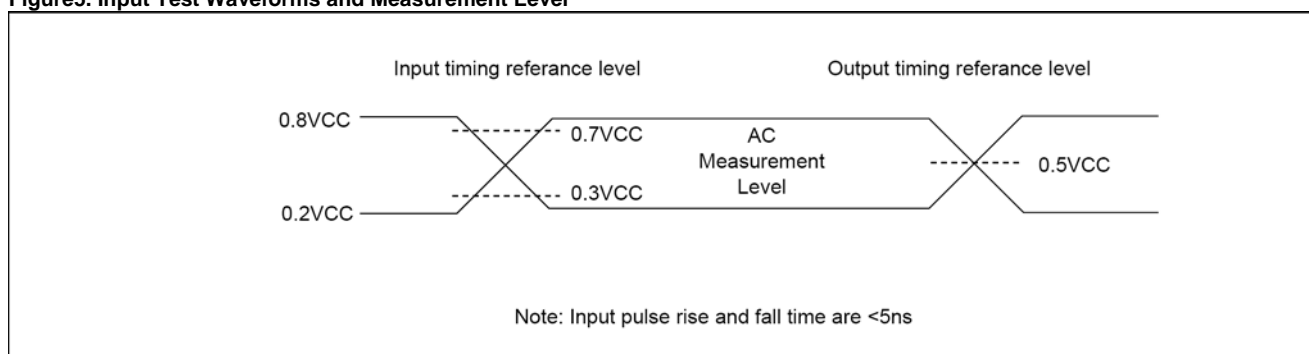 Figure5. Input Test Waveforms and Measurement Level
Input timing referance level
Output timing referance level
0.8VCC
0.7VCC
AC
Measurement
Level
0.5VCC
0.3VCC
0.2VCC
Note: Input pulse rise and fall time are <5ns